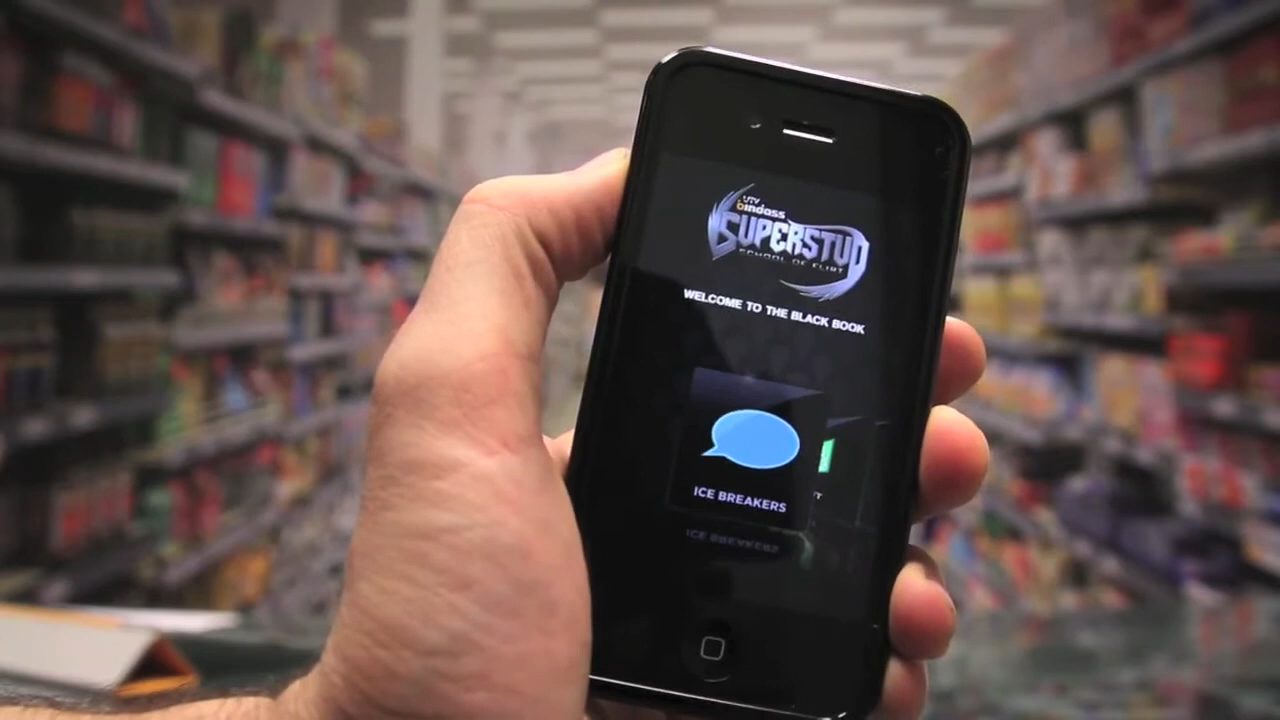 UTV
bindass
SUPERSTUD
SCHOOL OF FLIRT
WELCOME TO THE BLACK BOOK
ICE BREAKERS